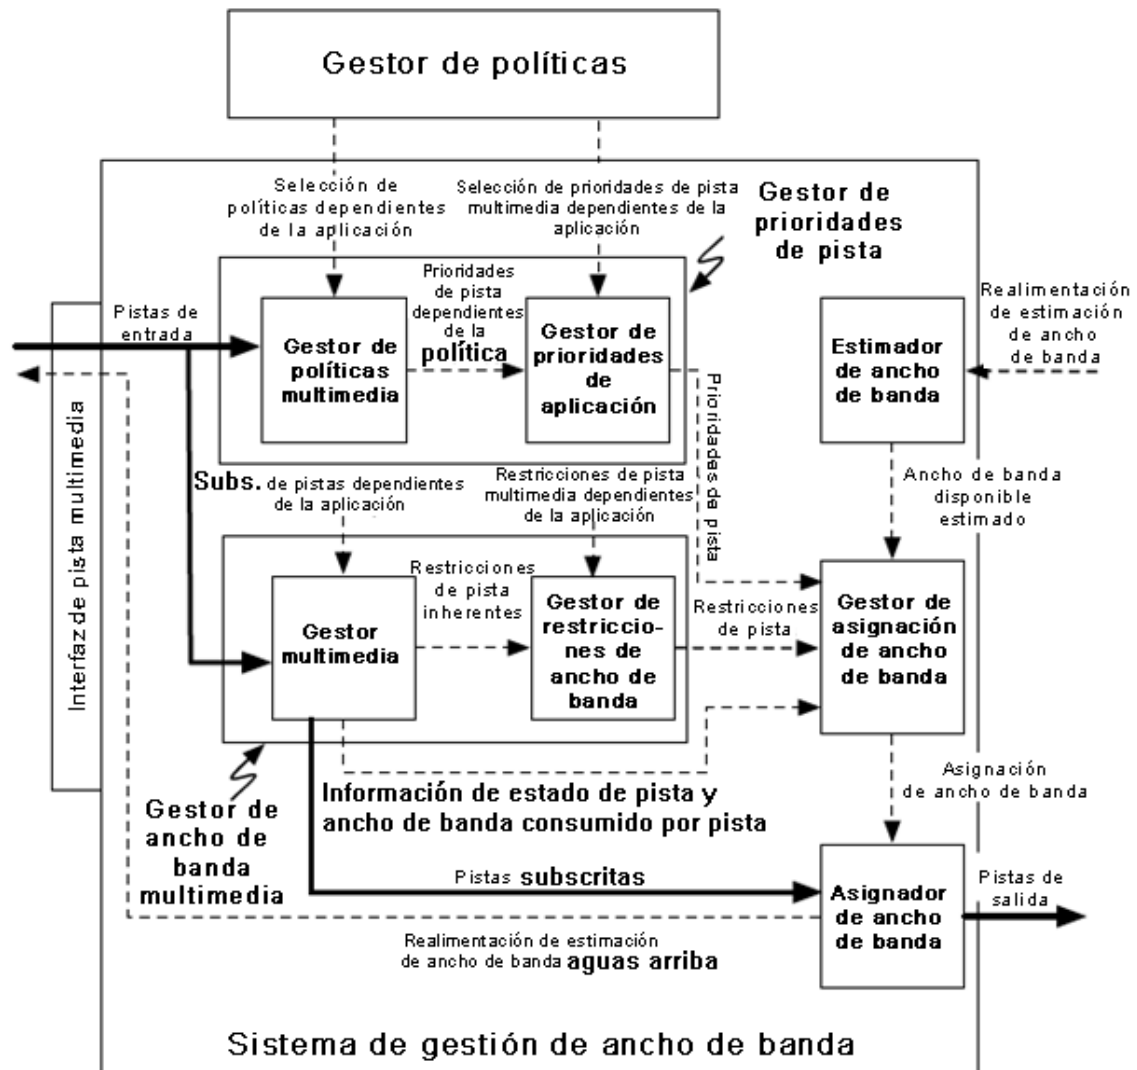 Gestor de políticas
Selección de
políticas dependientes
de la aplicación
Selección de prioridades de pista
multimedia dependientes de la
aplicación
Gestor de
prioridades
de pista
Pistas de
entrada
Gestor de
políticas
multimedia
Prioridades
de pista
dependientes
de la
política
Gestor de
prioridades
de
aplicación
Prioridades de pista
Estimador
de ancho
de banda
Realimentación
de estimación
de ancho
de banda
Interfaz de pista multimedia
Subs. de pistas dependientes
de la aplicación
Restricciones de pista
multimedia dependientes
de la aplicación
Ancho de banda
disponible
estimado
Gestor
multimedia
Restricciones
de pista
inherentes
Gestor de
restriccio-
nes de
ancho de
banda
Restricciones
de pista
Gestor de
asignación
de ancho
de banda
Gestor de
ancho de
banda
multimedia
Información de estado de pista y
ancho de banda consumido por pista
Asignación
de ancho de banda
Pistas subscritas
Asignador
de ancho
de banda
Pistas de
salida
Realimentación de estimación
de ancho de banda aguas arriba
Sistema de gestión de ancho de banda